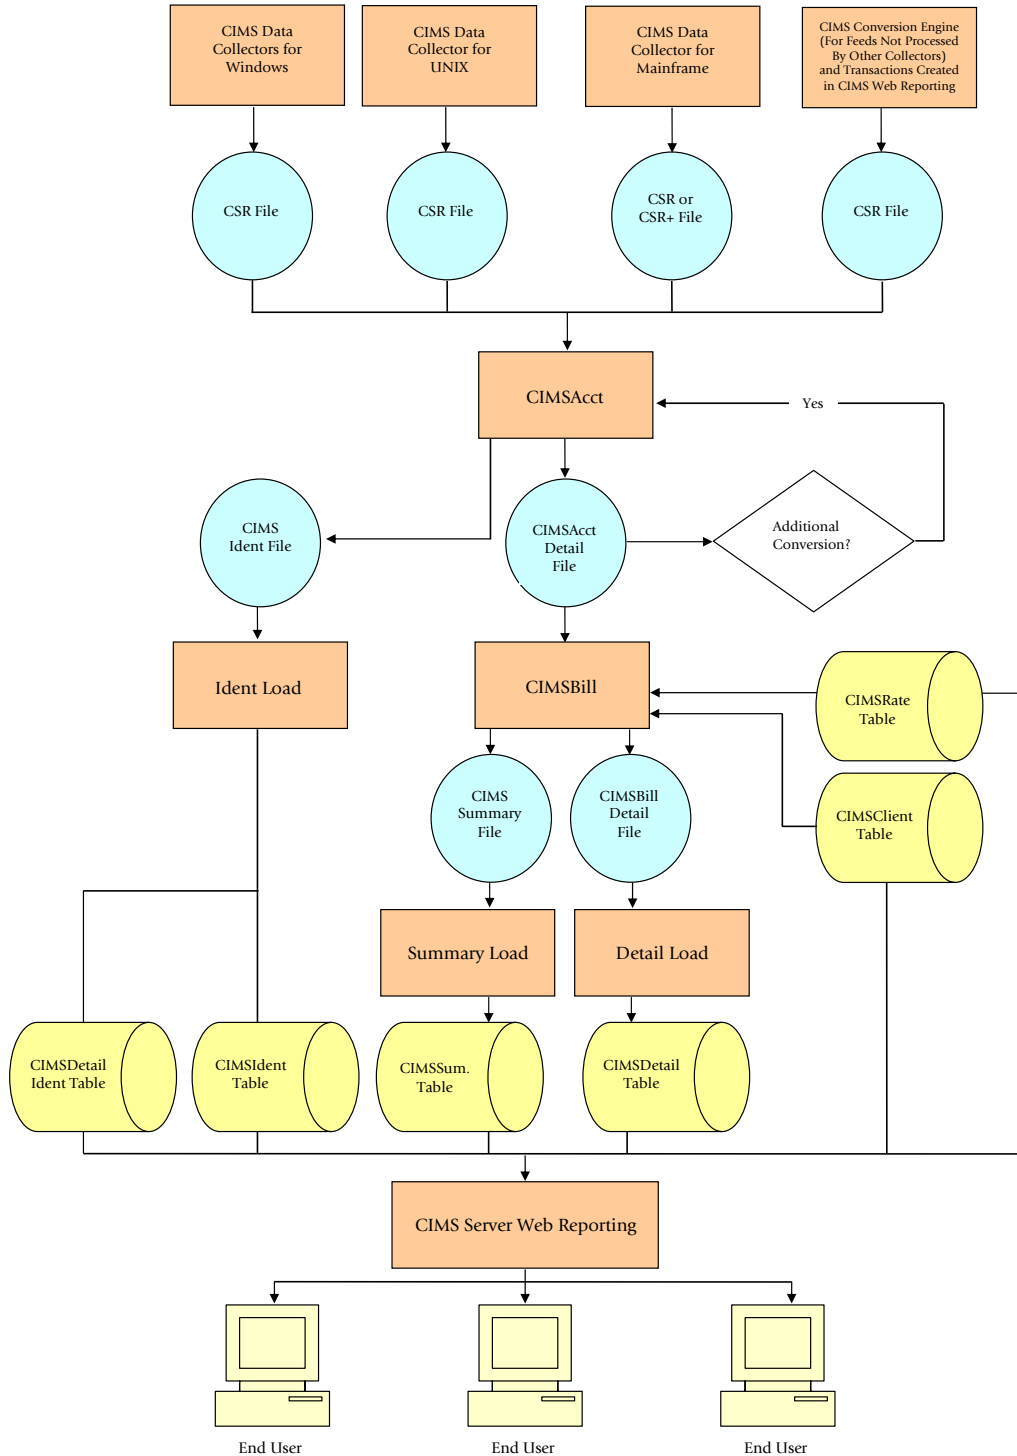 CIMS Data
Collectors for
Windows
CIMS Data
Collector for
UNIX
CIMS Data
Collector for
Mainframe
CIMS Conversion Engine
(For Feeds Not Processed
By Other Collectors)
and Transactions Created
in CIMS Web Reporting
CSR File
CSR File
CSR or
CSR+ File
CSR File
CIMSAcct
Yes
CIMS
Ident File
CIMSAcct
Detail
File
Additional
Conversion?
Ident Load
CIMSBill
CIMSRate
Table
CIMS
Summary
File
CIMSBill
Detail
File
CIMSClient
Table
Summary Load
Detail Load
CIMSDetail
Ident Table
CIMSIdent
Table
CIMSSum.
Table
CIMSDetail
Table
CIMS Server Web Reporting
End User
End User
End User